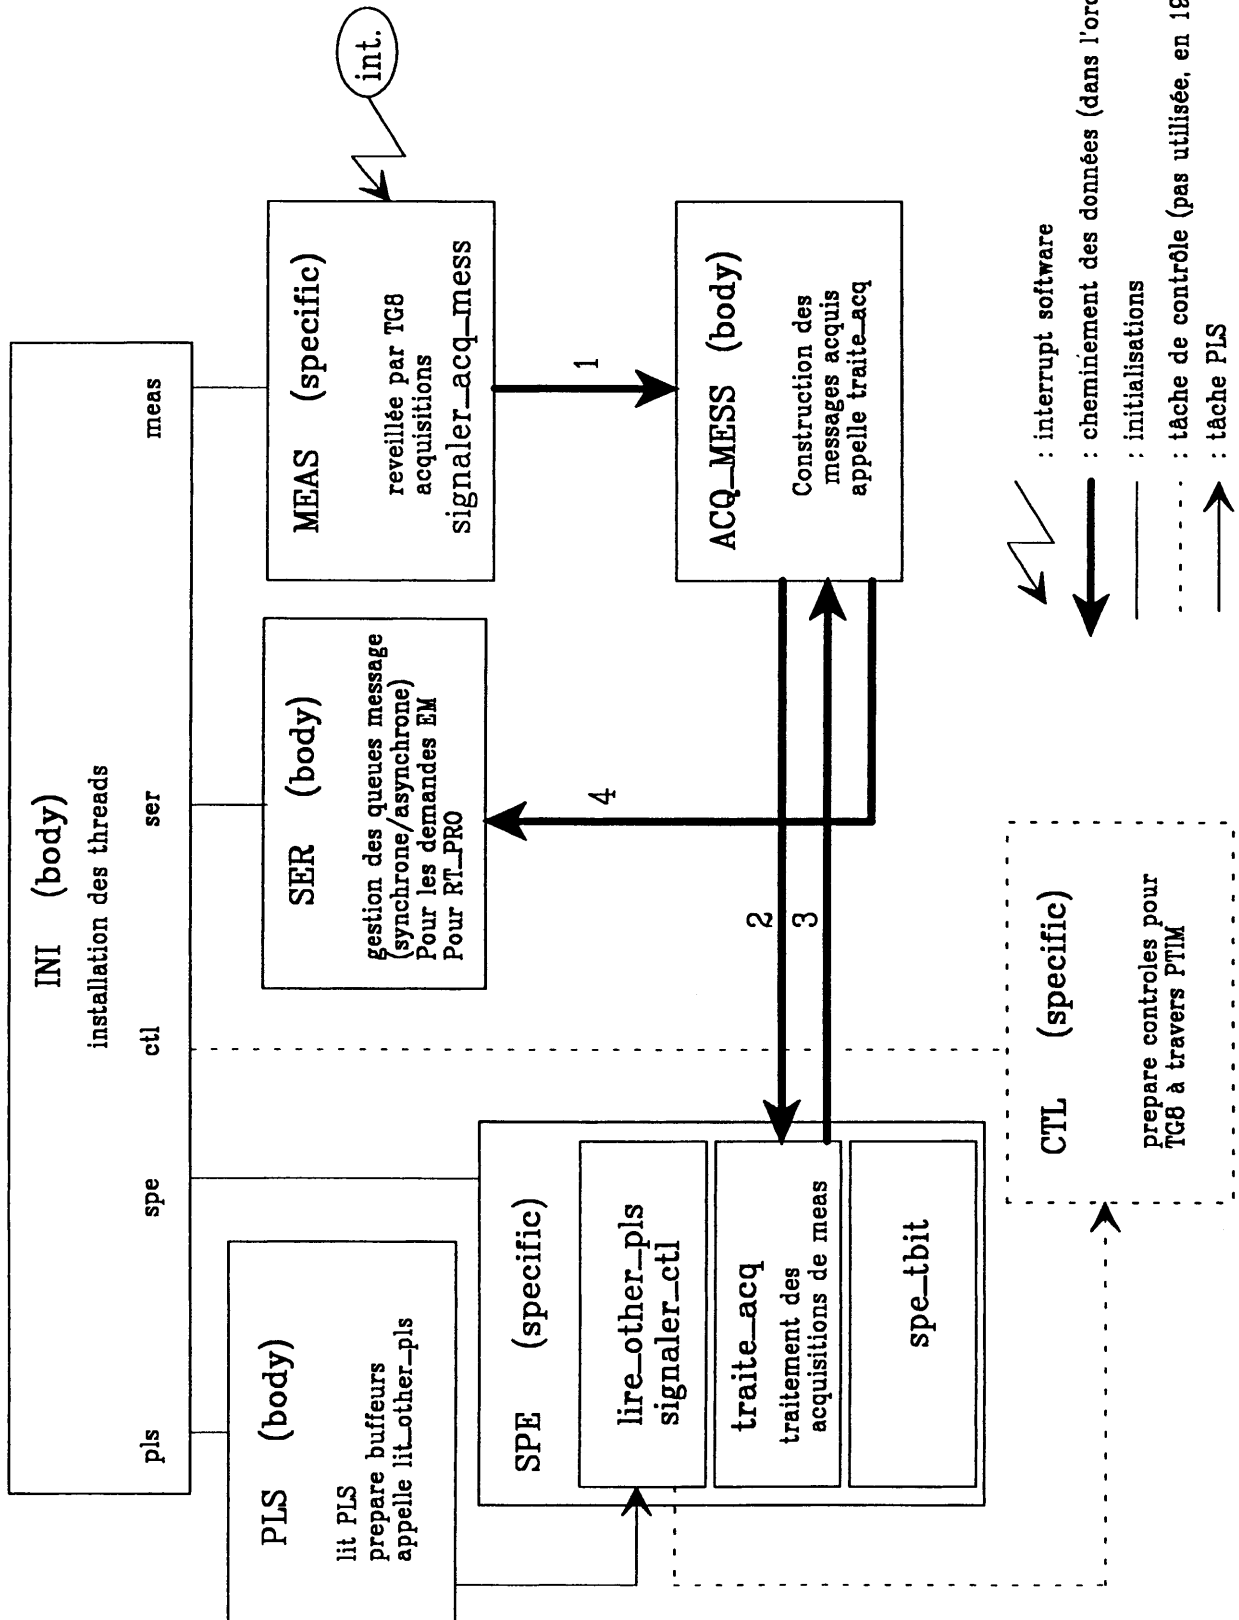 INI (body)
installation des threads
pls spe ctl ser meas
PLS (body)
lit PLS
prepare buffeurs
appelle lit_other_pls
SER (body)
gestion des queues message
(synchrone/asynchrone)
Pour les demandes EM
Pour RT_PRO
MEAS (specific)
reveillée par TG8
acquisitions
signaler_acq_mess
int.
SPE (specific)
lire_other_pls
signaler_ctl
traite_acq
traitement des
acquisitions de meas
spe_tbit
1
2
3
4
ACQ_MESS (body)
Construction des
messages acquis
appelle traite_acq
CTL (specific)
prepare controles pour
TG8 à travers PTIM
: interrupt software
: cheminement des données (dans l'ord
: initialisations
: tâche de contrôle (pas utilisée, en 19
: tâche PLS